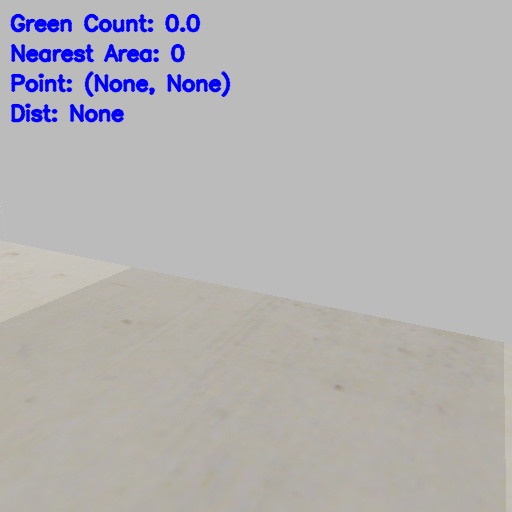 Green Count: 0.0
Nearest Area: 0
Point: (None, None)
Dist: None